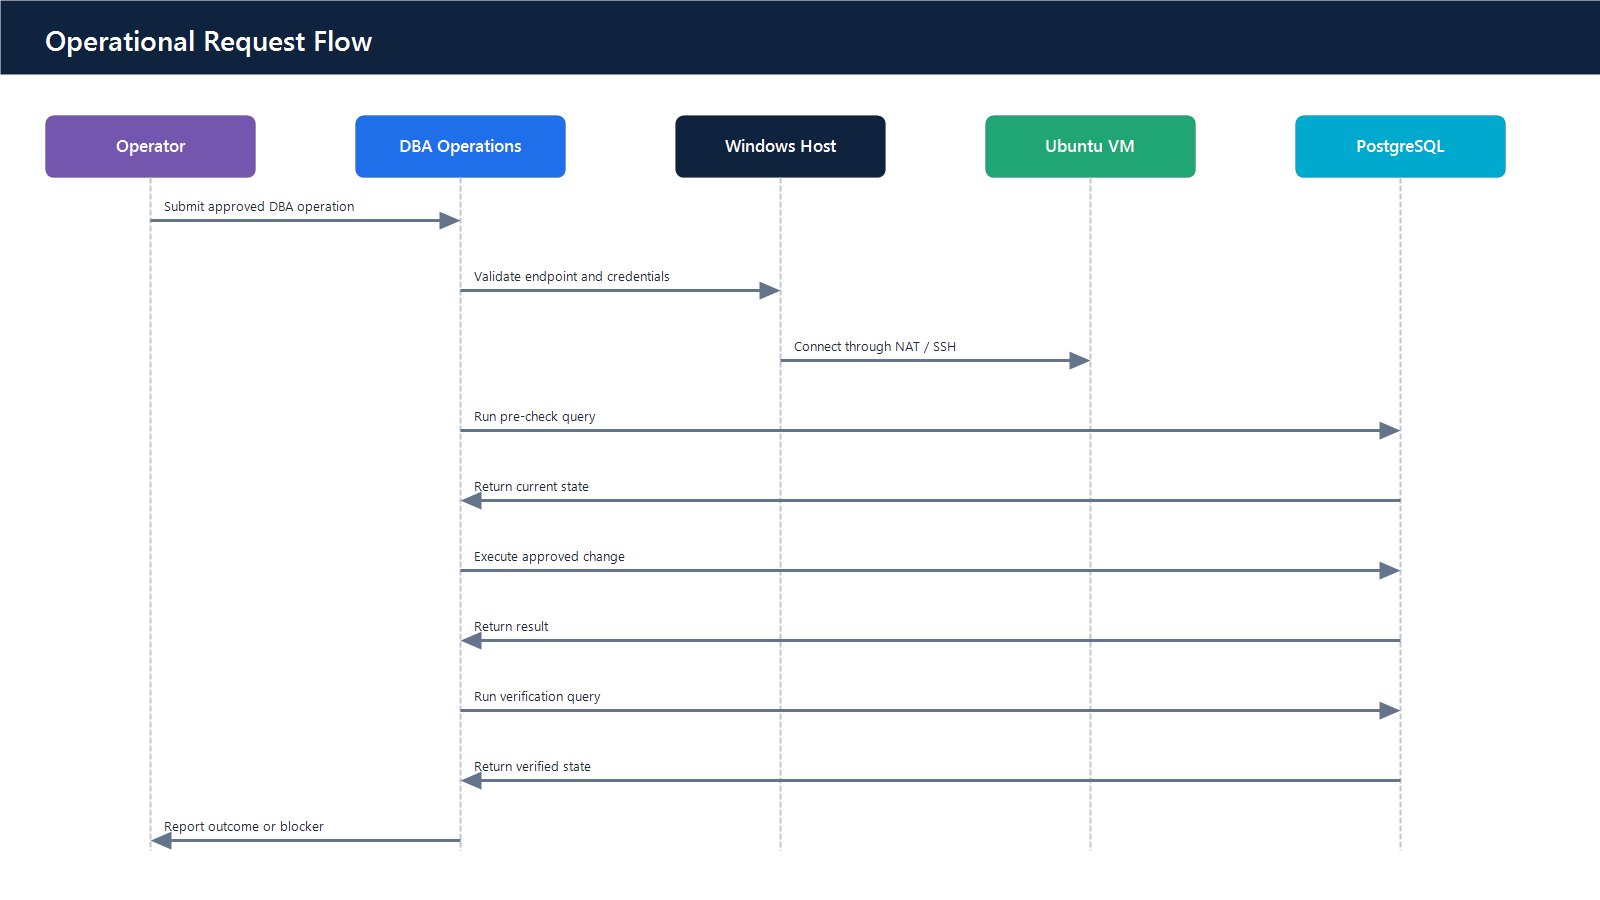 Operational Request Flow
Operator
DBA Operations
Windows Host
Ubuntu VM
PostgreSQL
Submit approved DBA operation
Validate endpoint and credentials
Connect through NAT / SSH
Run pre-check query
Return current state
Execute approved change
Return result
Run verification query
Return verified state
Report outcome or blocker